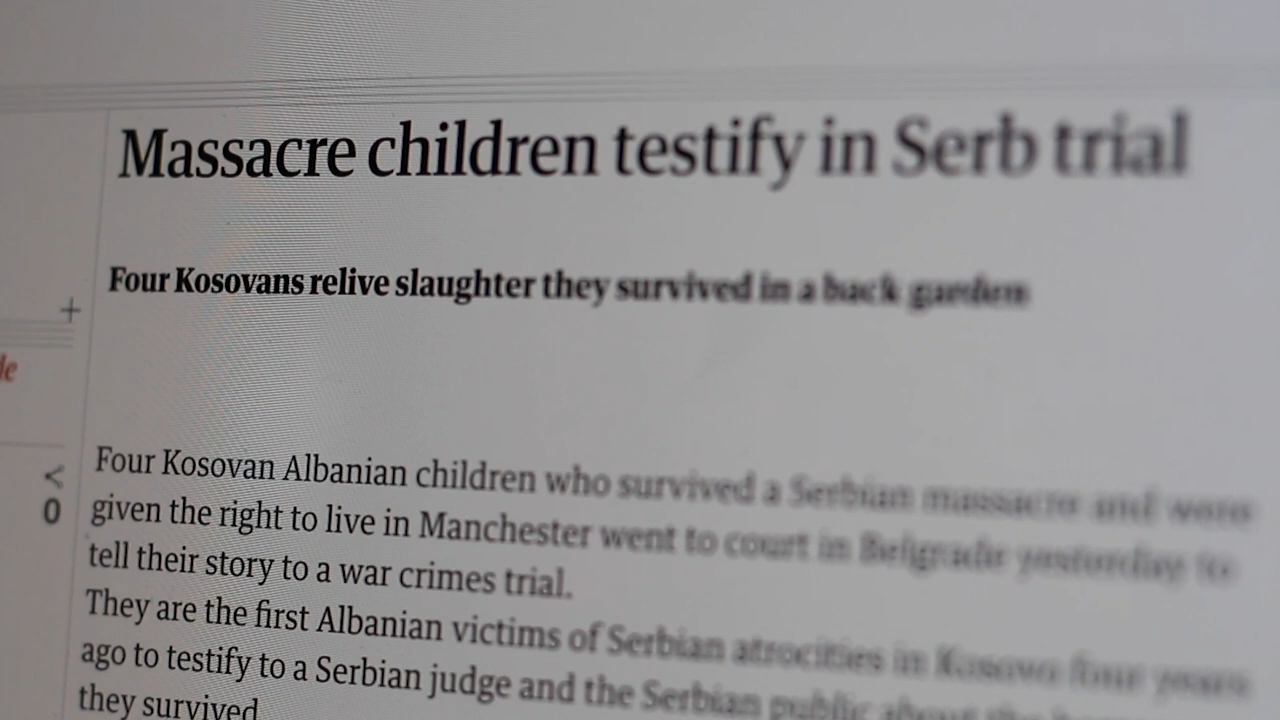 Massacre children testify in Serb trial
Four Kosovans relive slaughter they survived in a back garden
+
le
Four Kosovan Albanian children who survived a Serbian massacre and were
<
0
given the right to live in Manchester went to court in Belgrade yesterday to
tell their story to a war crimes trial.
They are the first Albanian victims of Serbian atrocities in Kosovo four years
ago to testify to a Serbian judge and the Serbian public about the
they survived